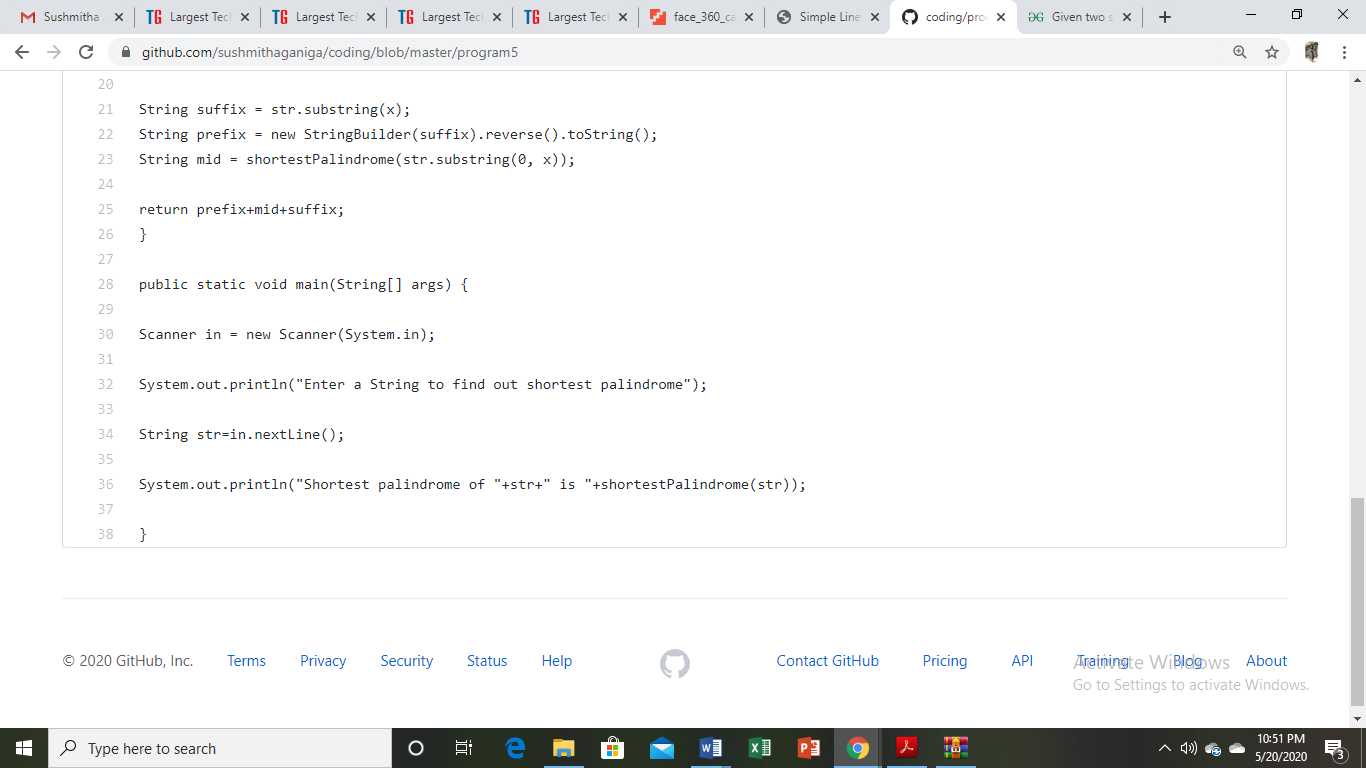 Sushmitha
Largest Tec
Largest Tec
Largest Tec
Largest Tec
face_360_ca
Simple Line
coding/pro
Given two s
github.com/sushmithaganiga/coding/blob/master/program5
20
21 String suffix = str.substring(x);
22 String prefix = new StringBuilder(suffix).reverse().toString();
23 String mid = shortestPalindrome(str.substring(0, x));
24
25 return prefix+mid+suffix;
26 }
27
28 public static void main(String[] args) {
29
30 Scanner in = new Scanner(System.in);
31
32 System.out.println("Enter a String to find out shortest palindrome");
33
34 String str=in.nextLine();
35
36 System.out.println("Shortest palindrome of "+str+" is "+shortestPalindrome(str));
37
38 }
© 2020 GitHub, Inc. Terms Privacy Security Status Help Contact GitHub Pricing API Training Blog About
Activate Windows
Go to Settings to activate Windows.
Type here to search
10:51 PM
5/20/2020
3